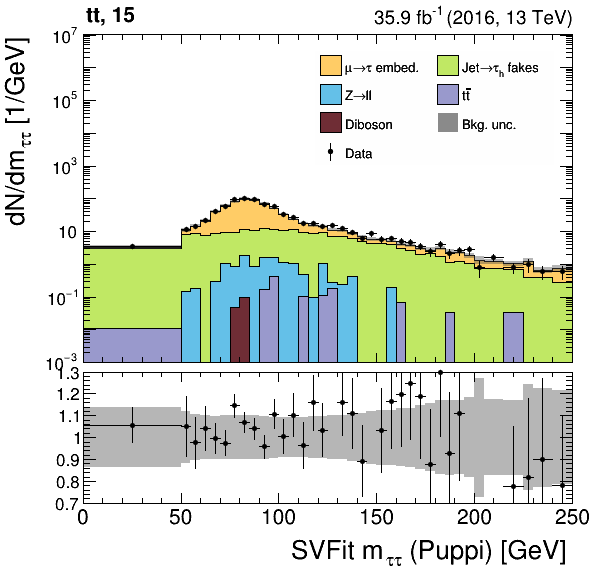 tt, 15
35.9 fb⁻¹ (2016, 13 TeV)
dN/dm_ττ [1/GeV]
10⁷
10⁵
10³
10
10⁻¹
10⁻³
μ→τ embed.
Jet→τ_h fakes
Z→ll
tt̄
Diboson
Bkg. unc.
Data
1.3
1.2
1.1
1
0.9
0.8
0.7
0 50 100 150 200 250
SVFit m_ττ (Puppi) [GeV]